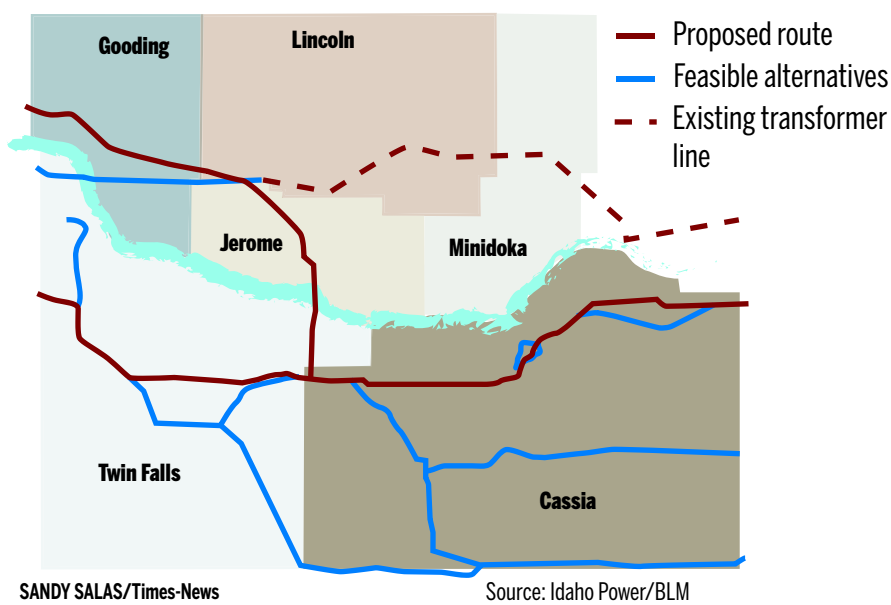 Gooding
Lincoln
Proposed route
Feasible alternatives
Existing transformer
line
Jerome
Minidoka
Twin Falls
Cassia
SANDY SALAS/Times-News
Source: Idaho Power/BLM